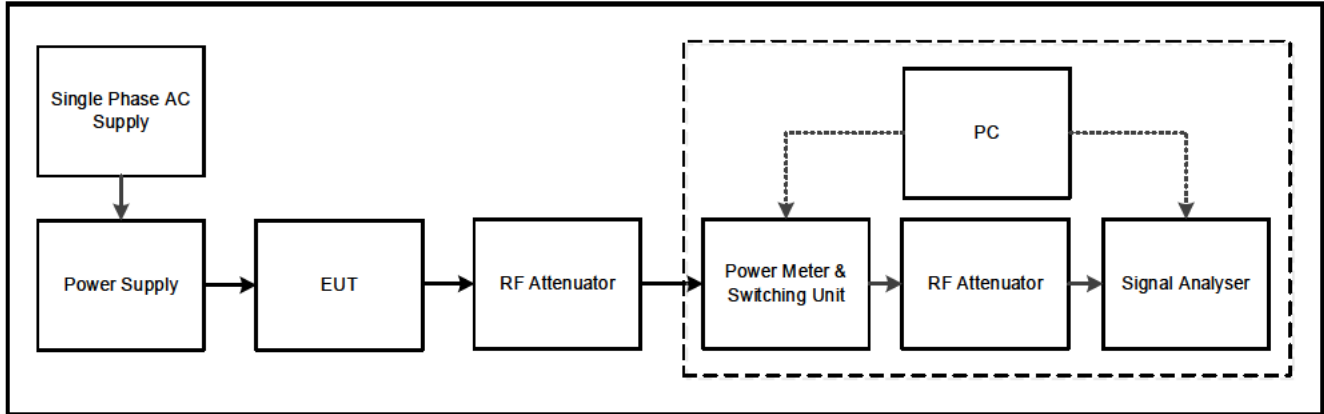 Single Phase AC
Supply
PC
Power Supply
EUT
RF Attenuator
Power Meter &
Switching Unit
RF Attenuator
Signal Analyser